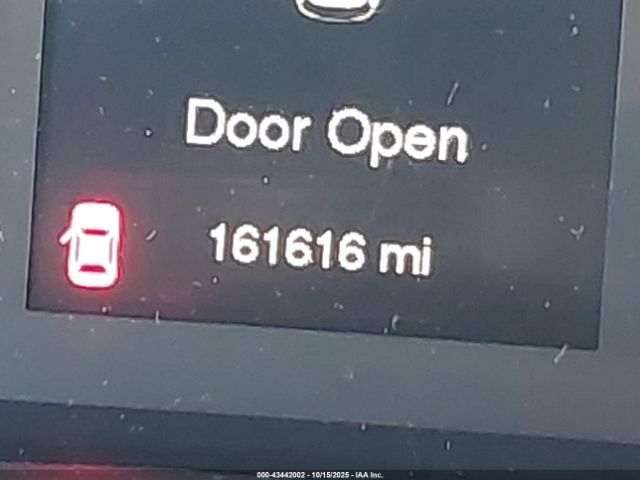 Door Open
161616 mi
000-43442002 - 10/15/2025 - IAA Inc.